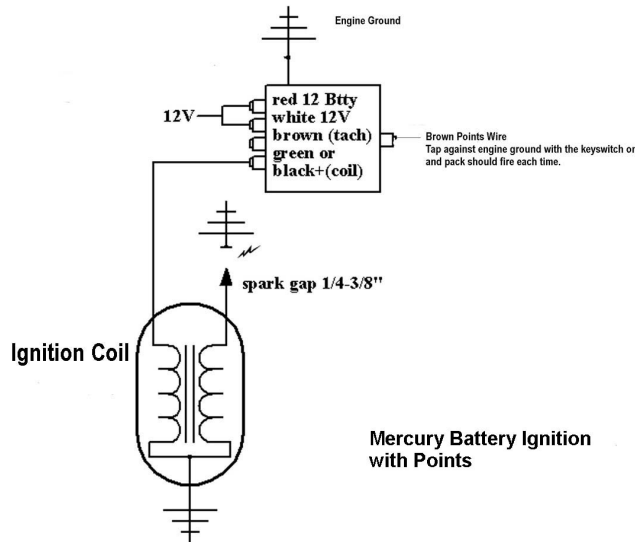 Engine Ground
red 12 Btty
12V
white 12V
brown (tach)
green or
black+(coil)
Brown Points Wire
Tap against engine ground with the keyswitch on
and pack should fire each time.
spark gap 1/4-3/8"
Ignition Coil
Mercury Battery Ignition
with Points